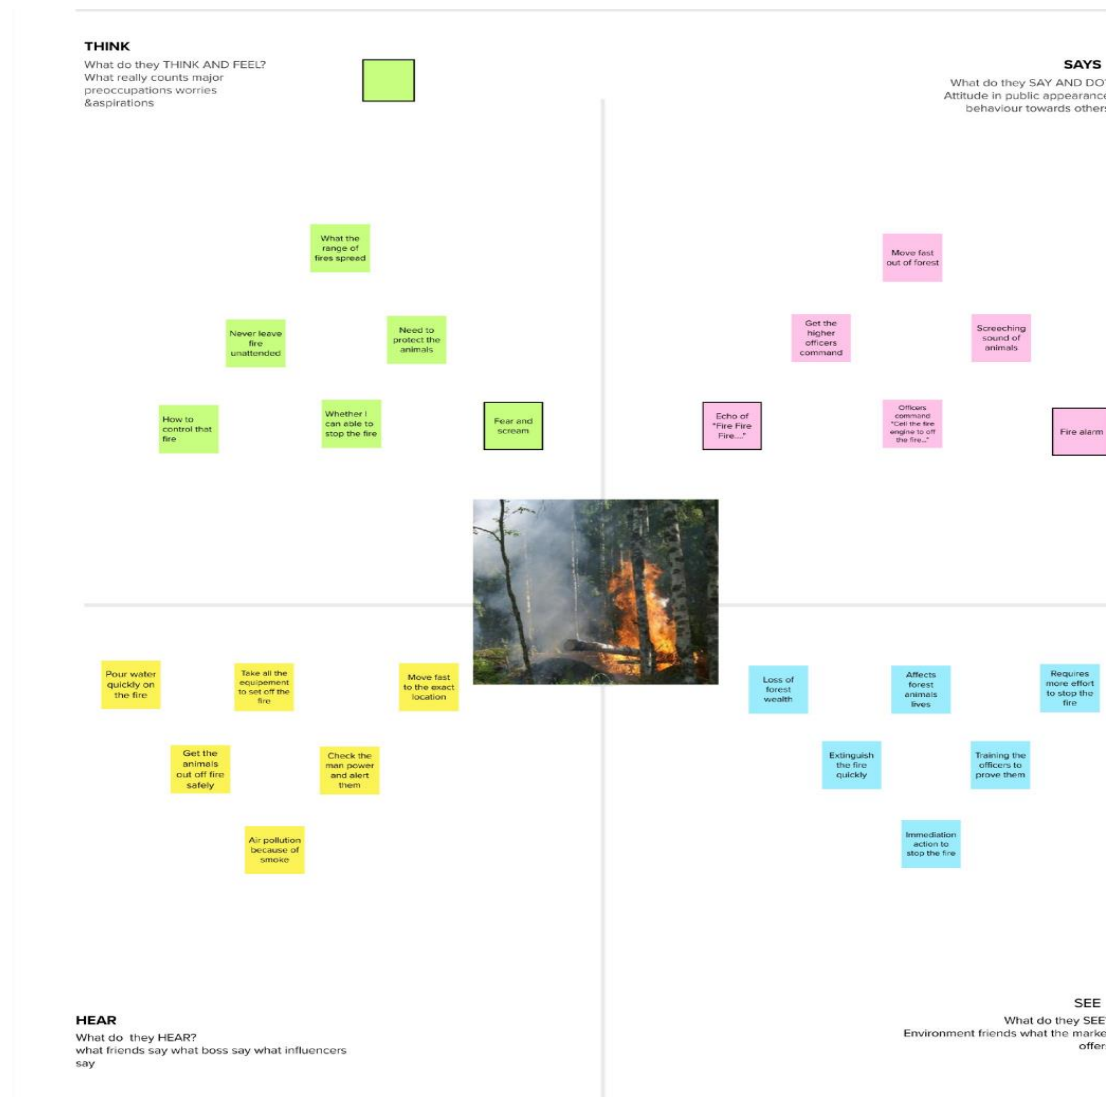 THINK
What do they THINK AND FEEL?
What really counts major
preoccupations worries
&aspirations
SAYS
What do they SAY AND DO?
Attitude in public appearance
behaviour towards others
What the
range of
fires spread
Never leave
fire
unattended
Need to
protect the
animals
How to
control that
fire
Whether I
can able to
stop the fire
Fear and
scream
Move fast
out of forest
Get the
higher
officers
command
Screeching
sound of
animals
Echo of
"Fire Fire
Fire...."
Officers
command
"Cell the fire
engine to off
the fire..."
Fire alarm
Pour water
quickly on
the fire
Take all the
equipement
to set off the
fire
Move fast
to the exact
location
Get the
animals
out off fire
safely
Check the
man power
and alert
them
Air pollution
because of
smoke
Loss of
forest
wealth
Affects
forest
animals
lives
Requires
more effort
to stop the
fire
Extinguish
the fire
quickly
Training the
officers to
prove them
Immediation
action to
stop the fire
HEAR
What do  they HEAR?
what friends say what boss say what influencers
say
SEE
What do they SEE?
Environment friends what the marke
offer